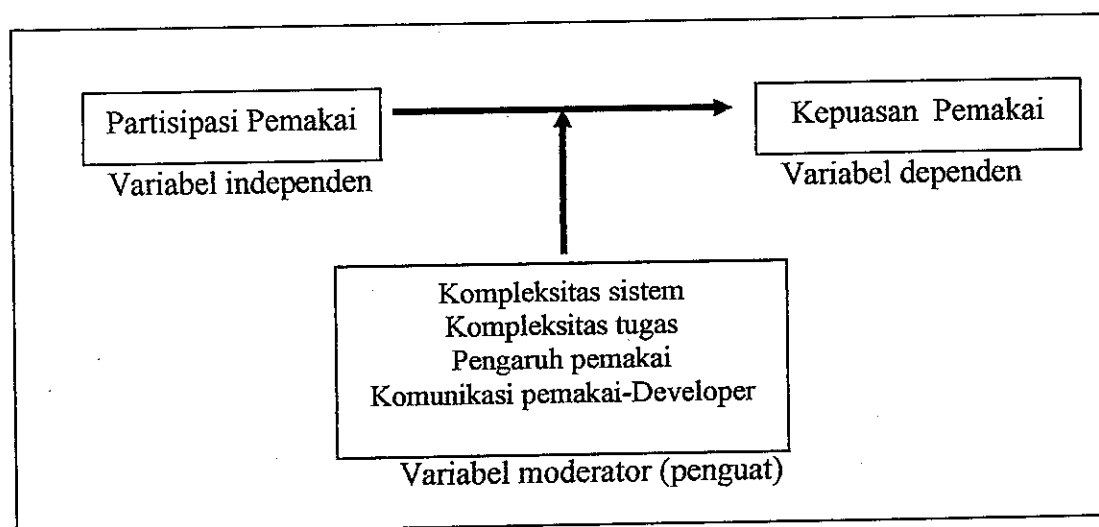 Partisipasi Pemakai
Variabel independen
Kepuasan Pemakai
Variabel dependen
Kompleksitas sistem
Kompleksitas tugas
Pengaruh pemakai
Komunikasi pemakai-Developer
Variabel moderator (penguat)